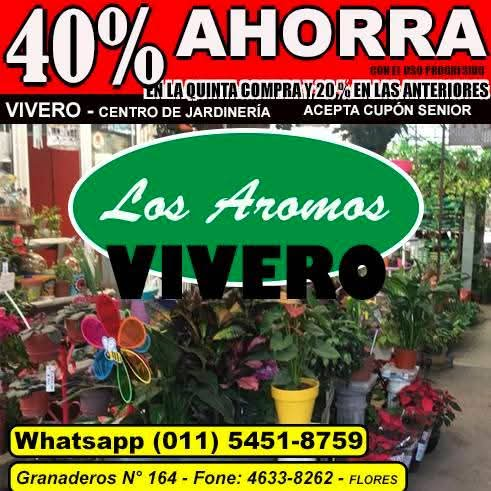 40% AHORRA
CON EL USO PROGRESIBO
EN LA QUINTA COMPRA Y 20 % EN LAS ANTERIORES
VIVERO - CENTRO DE JARDINERÍA ACEPTA CUPÓN SENIOR
Los Aromos
VIVERO
Whatsapp (011) 5451-8759
Granaderos N° 164 - Fone: 4633-8262 - FLORES